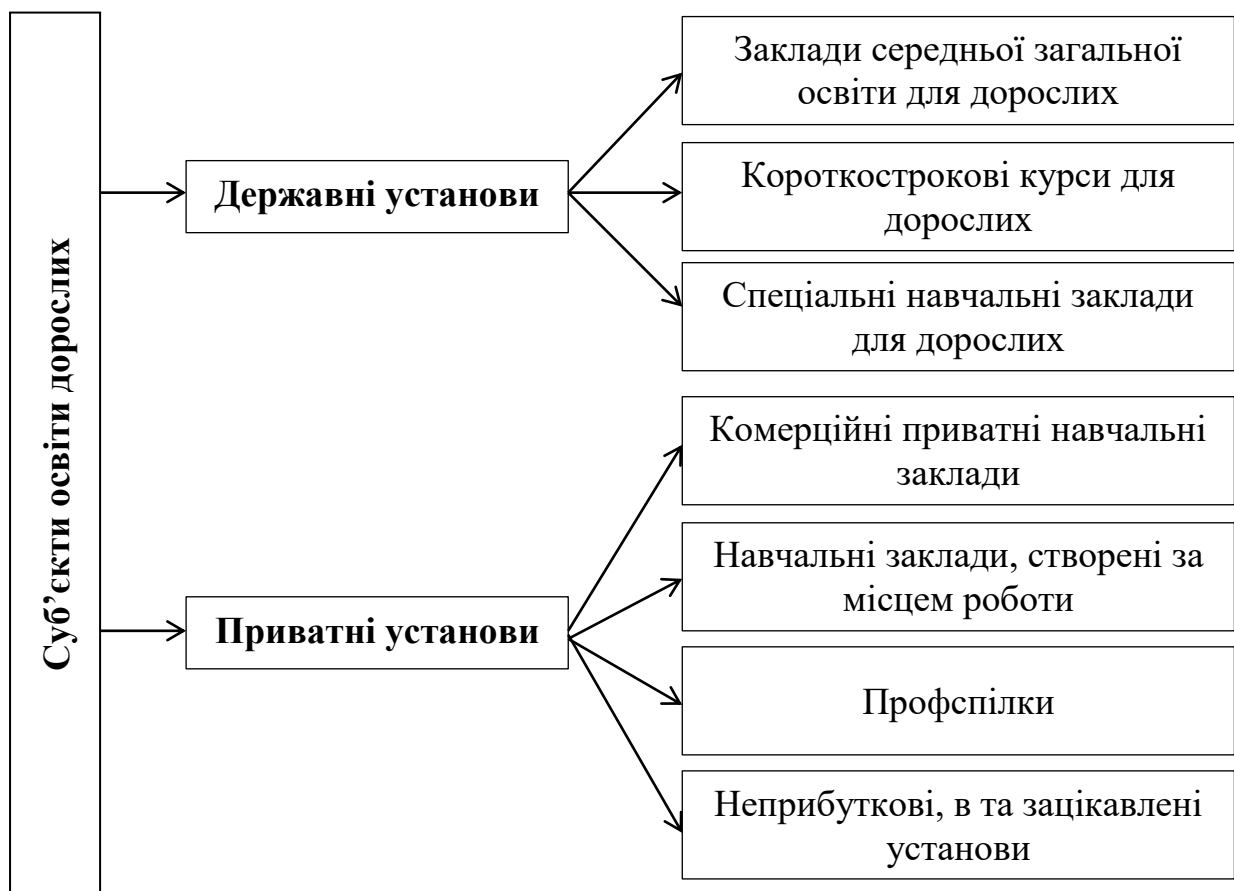 Суб’єкти освіти дорослих
Державні установи
Заклади середньої загальної
освіти для дорослих
Короткострокові курси для
дорослих
Спеціальні навчальні заклади
для дорослих
Приватні установи
Комерційні приватні навчальні
заклади
Навчальні заклади, створені за
місцем роботи
Профспілки
Неприбуткові, в та зацікавлені
установи